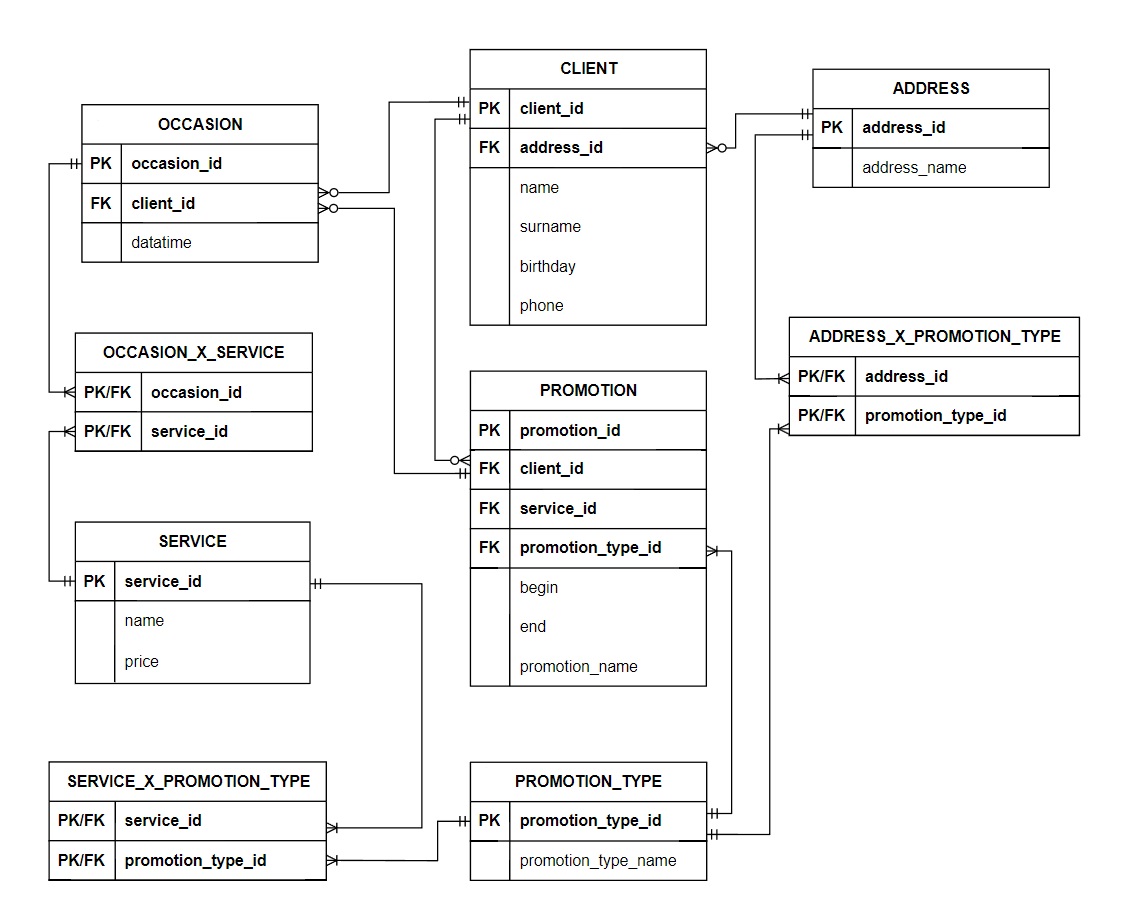 CLIENT
PK client_id
FK address_id
name
surname
birthday
phone
ADDRESS
PK address_id
address_name
OCCASION
PK occasion_id
FK client_id
datatime
OCCASION_X_SERVICE
PK/FK occasion_id
PK/FK service_id
PROMOTION
PK promotion_id
FK client_id
FK service_id
FK promotion_type_id
begin
end
promotion_name
ADDRESS_X_PROMOTION_TYPE
PK/FK address_id
PK/FK promotion_type_id
SERVICE
PK service_id
name
price
SERVICE_X_PROMOTION_TYPE
PK/FK service_id
PK/FK promotion_type_id
PROMOTION_TYPE
PK promotion_type_id
promotion_type_name